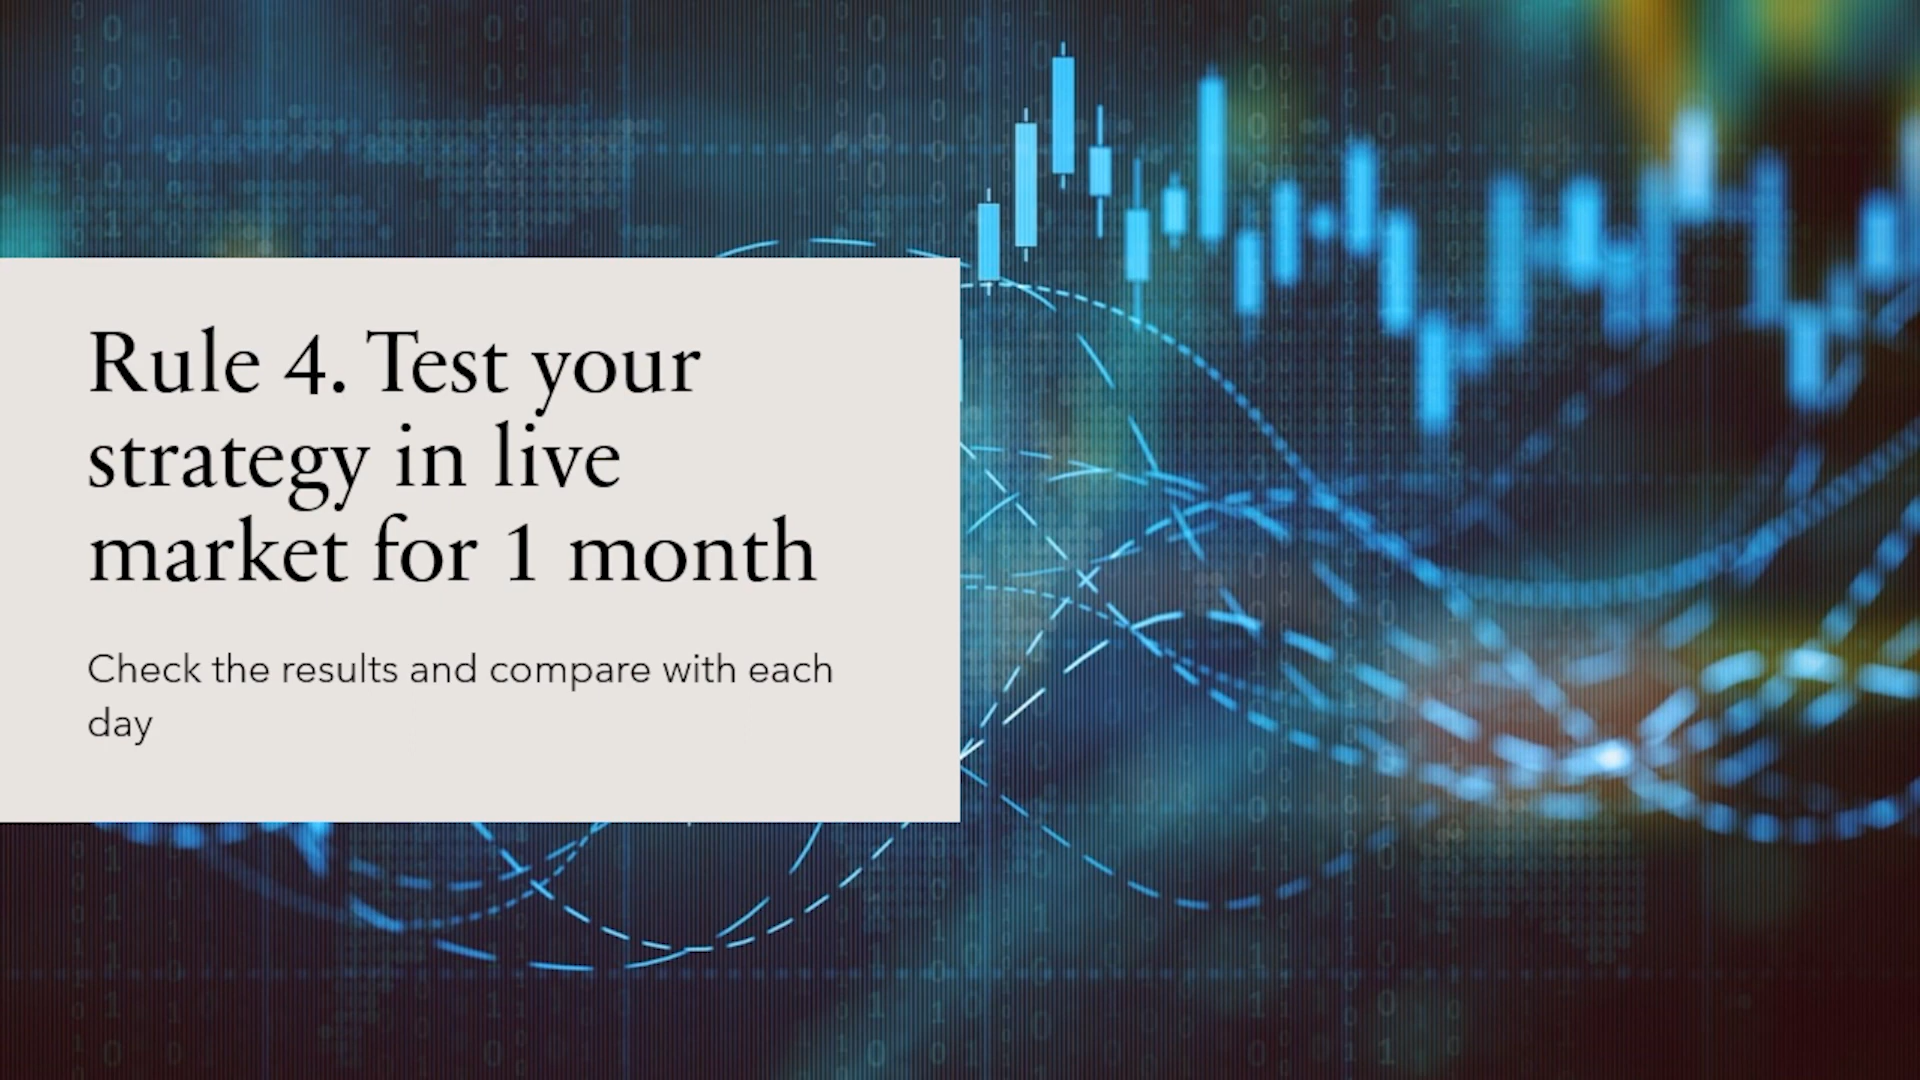 Rule 4. Test your
strategy in live
market for 1 month
Check the results and compare with each
day